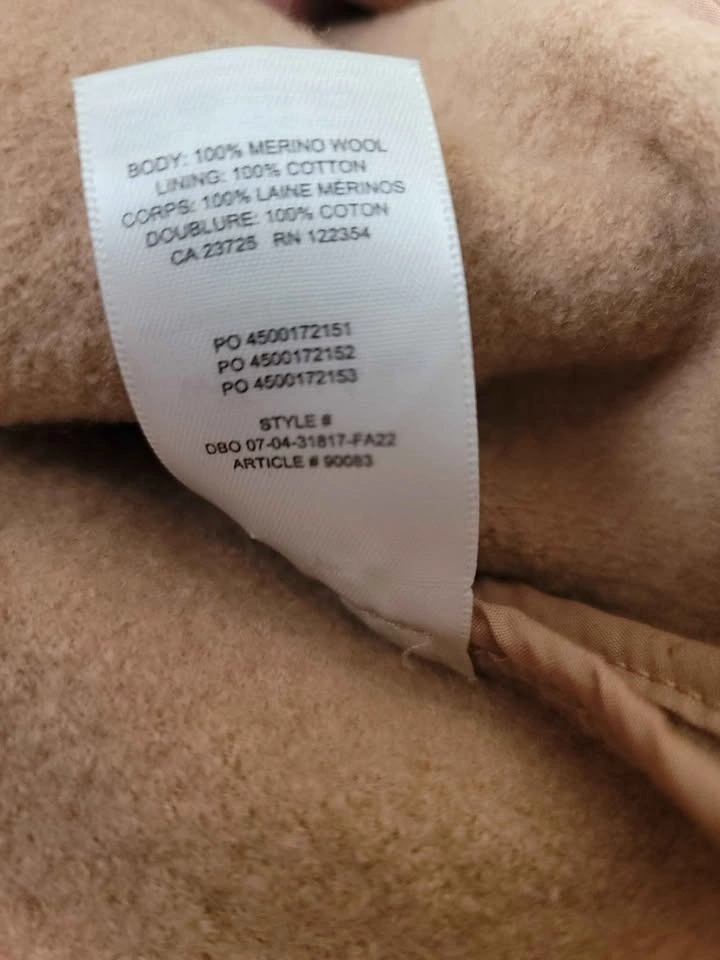 BODY: 100% MERINO WOOL
LINING: 100% COTTON
CORPS: 100% LAINE MÉRINOS
DOUBLURE: 100% COTON
CA 23725 RN 122354
PO 4500172151
PO 4500172152
PO 4500172153
STYLE #
DBO 07-04-31817-FA22
ARTICLE # 90083